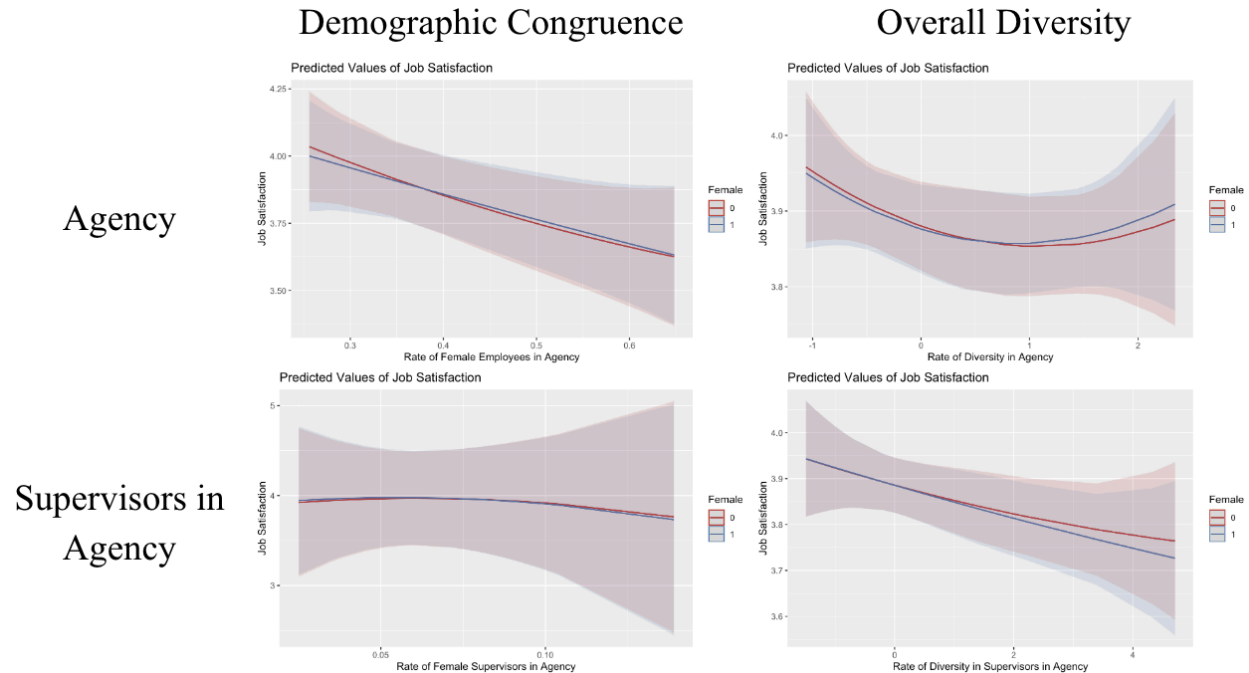 Demographic Congruence
Overall Diversity
Agency
Predicted Values of Job Satisfaction
4.25
4.00
3.75
3.50
Job Satisfaction
0.3 0.4 0.5 0.6
Rate of Female Employees in Agency
Female
0
1
Predicted Values of Job Satisfaction
4.0
3.9
3.8
Job Satisfaction
-1 0 1 2
Rate of Diversity in Agency
Female
0
1
Supervisors in
Agency
Predicted Values of Job Satisfaction
5
4
3
Job Satisfaction
0.05 0.10
Rate of Female Supervisors in Agency
Female
0
1
Predicted Values of Job Satisfaction
4.0
3.9
3.8
3.7
3.6
Job Satisfaction
0 2 4
Rate of Diversity in Supervisors in Agency
Female
0
1